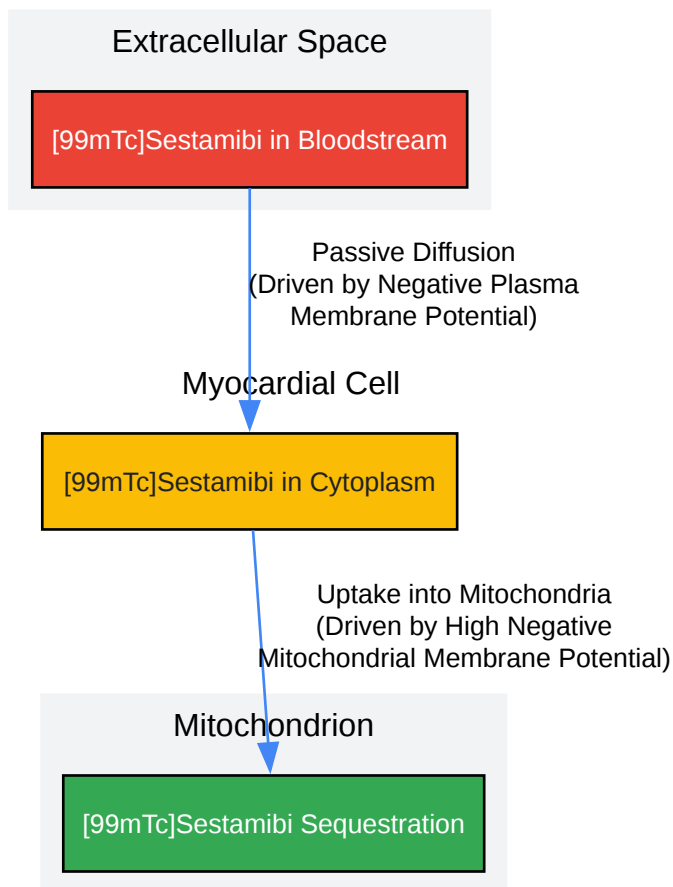 Extracellular Space
[99mTc]Sestamibi in Bloodstream
Passive Diffusion
(Driven by Negative Plasma
Membrane Potential)
Myocardial Cell
[99mTc]Sestamibi in Cytoplasm
Uptake into Mitochondria
(Driven by High Negative
Mitochondrial Membrane Potential)
Mitochondrion
[99mTc]Sestamibi Sequestration